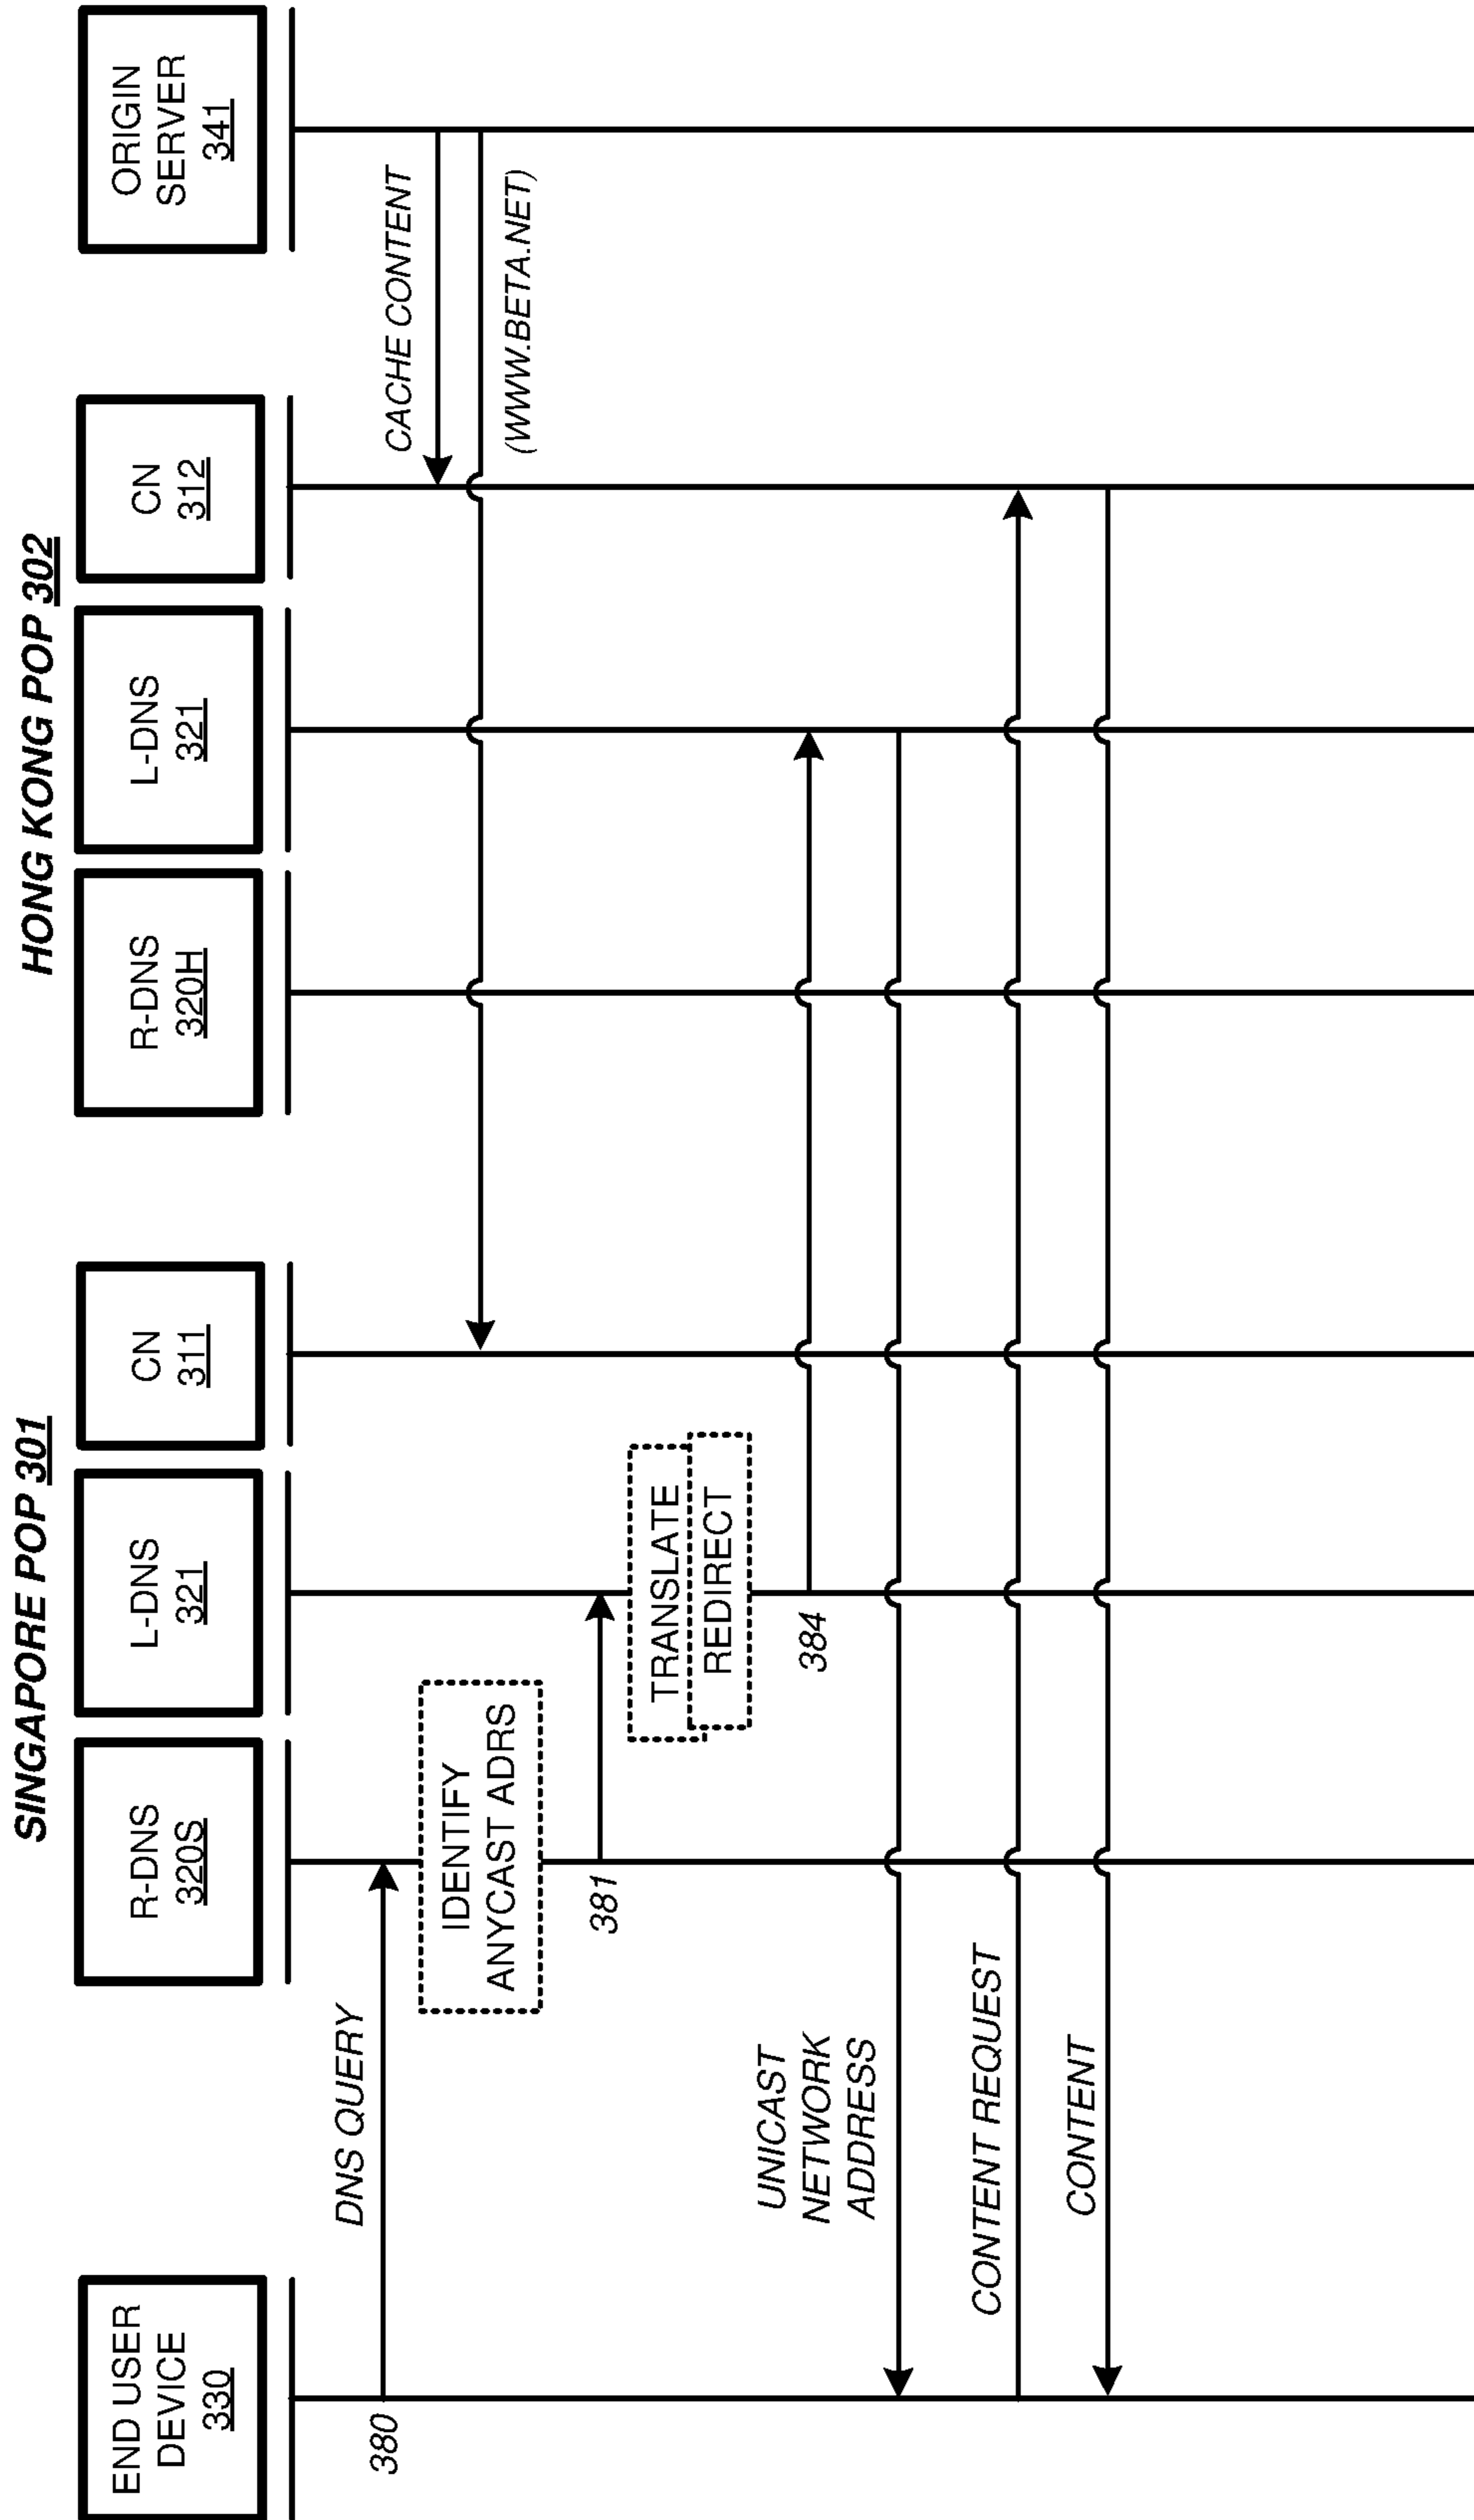 SINGAPORE POP 301
HONG KONG POP 302
END USER
DEVICE
330
R-DNS
320S
L-DNS
321
CN
311
R-DNS
320H
L-DNS
321
CN
312
ORIGIN
SERVER
341
380
DNS QUERY
CACHE CONTENT
(WWW.BETA.NET)
IDENTIFY
ANYCAST ADRS
381
TRANSLATE
REDIRECT
384
UNICAST
NETWORK
ADDRESS
CONTENT REQUEST
CONTENT